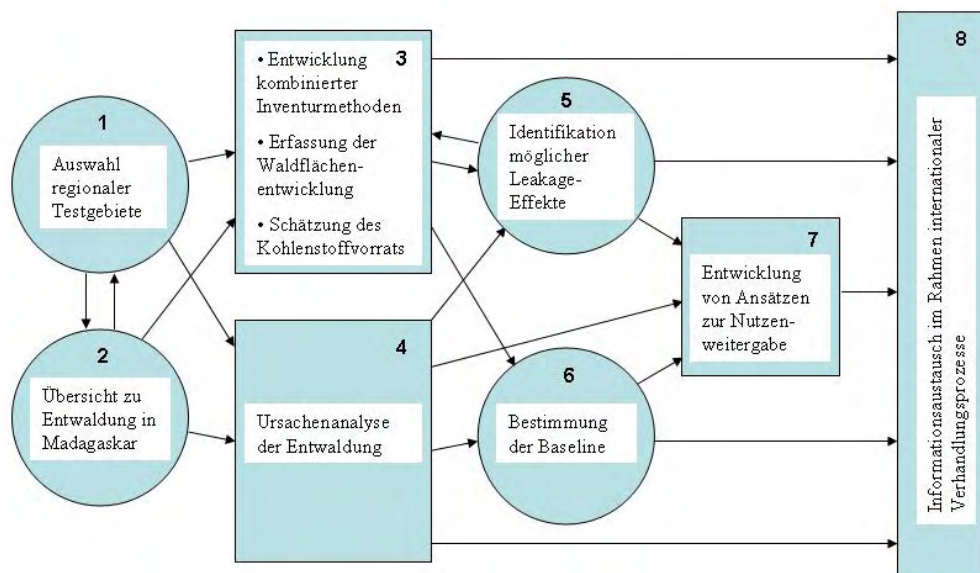 1
Auswahl
regionaler
Testgebiete
2
Übersicht zu
Entwaldung in
Madagaskar
3
• Entwicklung
kombinierter
Inventurmethoden
• Erfassung der
Waldflächen-
entwicklung
• Schätzung des
Kohlenstoffvorrats
4
Ursachenanalyse
der Entwaldung
5
Identifikation
möglicher
Leakage-
Effekte
6
Bestimmung
der Baseline
7
Entwicklung
von Ansätzen
zur Nutzen-
weitergabe
8
Informationsaustausch im Rahmen internationaler
Verhandlungsprozesse